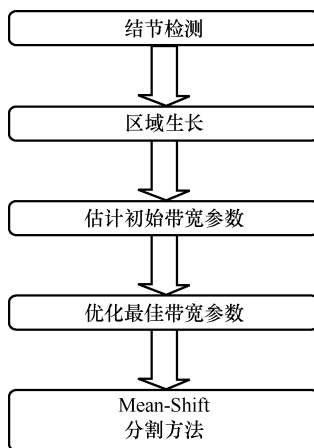 结节检测
区域生长
估计初始带宽参数
优化最佳带宽参数
Mean-Shift
分割方法